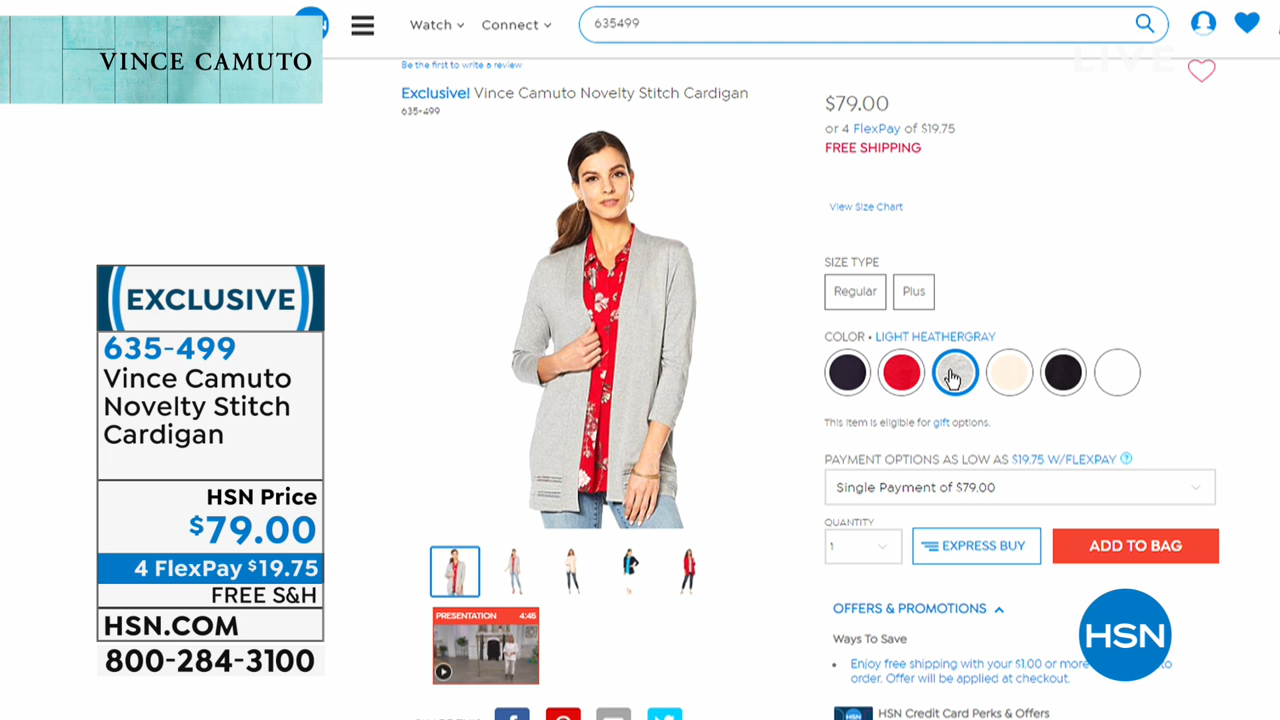 VINCE CAMUTO
Watch
Connect
635499
LIVE
Be the first to write a review
Exclusive! Vince Camuto Novelty Stitch Cardigan
635-499
$79.00
or 4 FlexPay of $19.75
FREE SHIPPING
View Size Chart
SIZE TYPE
Regular
Plus
COLOR • LIGHT HEATHERGRAY
This item is eligible for gift options.
PAYMENT OPTIONS AS LOW AS $19.75 W/FLEXPAY ?
Single Payment of $79.00
QUANTITY
1
EXPRESS BUY
ADD TO BAG
OFFERS & PROMOTIONS
Ways To Save
• Enjoy free shipping with your $1.00 or more
order. Offer will be applied at checkout.
HSN Credit Card Perks & Offers
HSN
PRESENTATION 4:45
EXCLUSIVE
635-499
Vince Camuto
Novelty Stitch
Cardigan
HSN Price
$79.00
4 FlexPay $19.75
FREE S&H
HSN.COM
800-284-3100